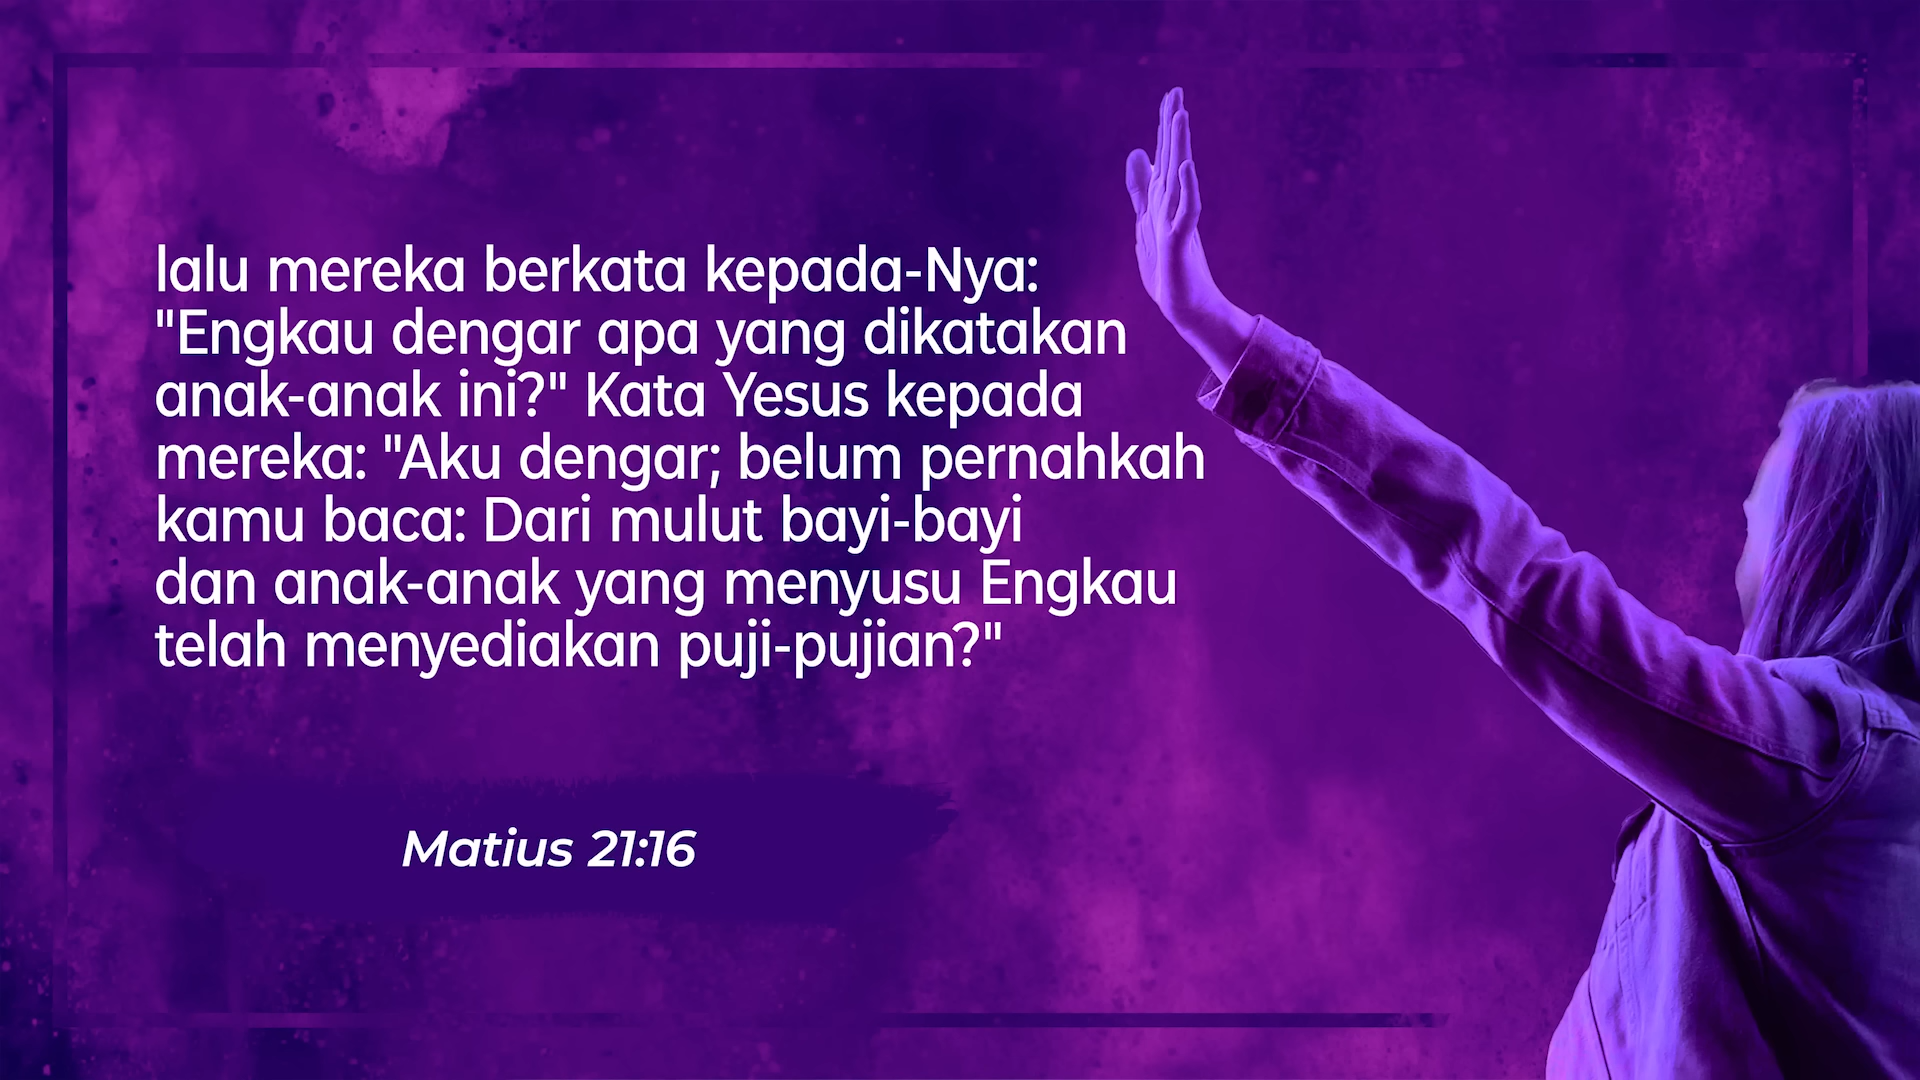 lalu mereka berkata kepada-Nya:
"Engkau dengar apa yang dikatakan
anak-anak ini?" Kata Yesus kepada
mereka: "Aku dengar; belum pernahkah
kamu baca: Dari mulut bayi-bayi
dan anak-anak yang menyusu Engkau
telah menyediakan puji-pujian?"
Matius 21:16